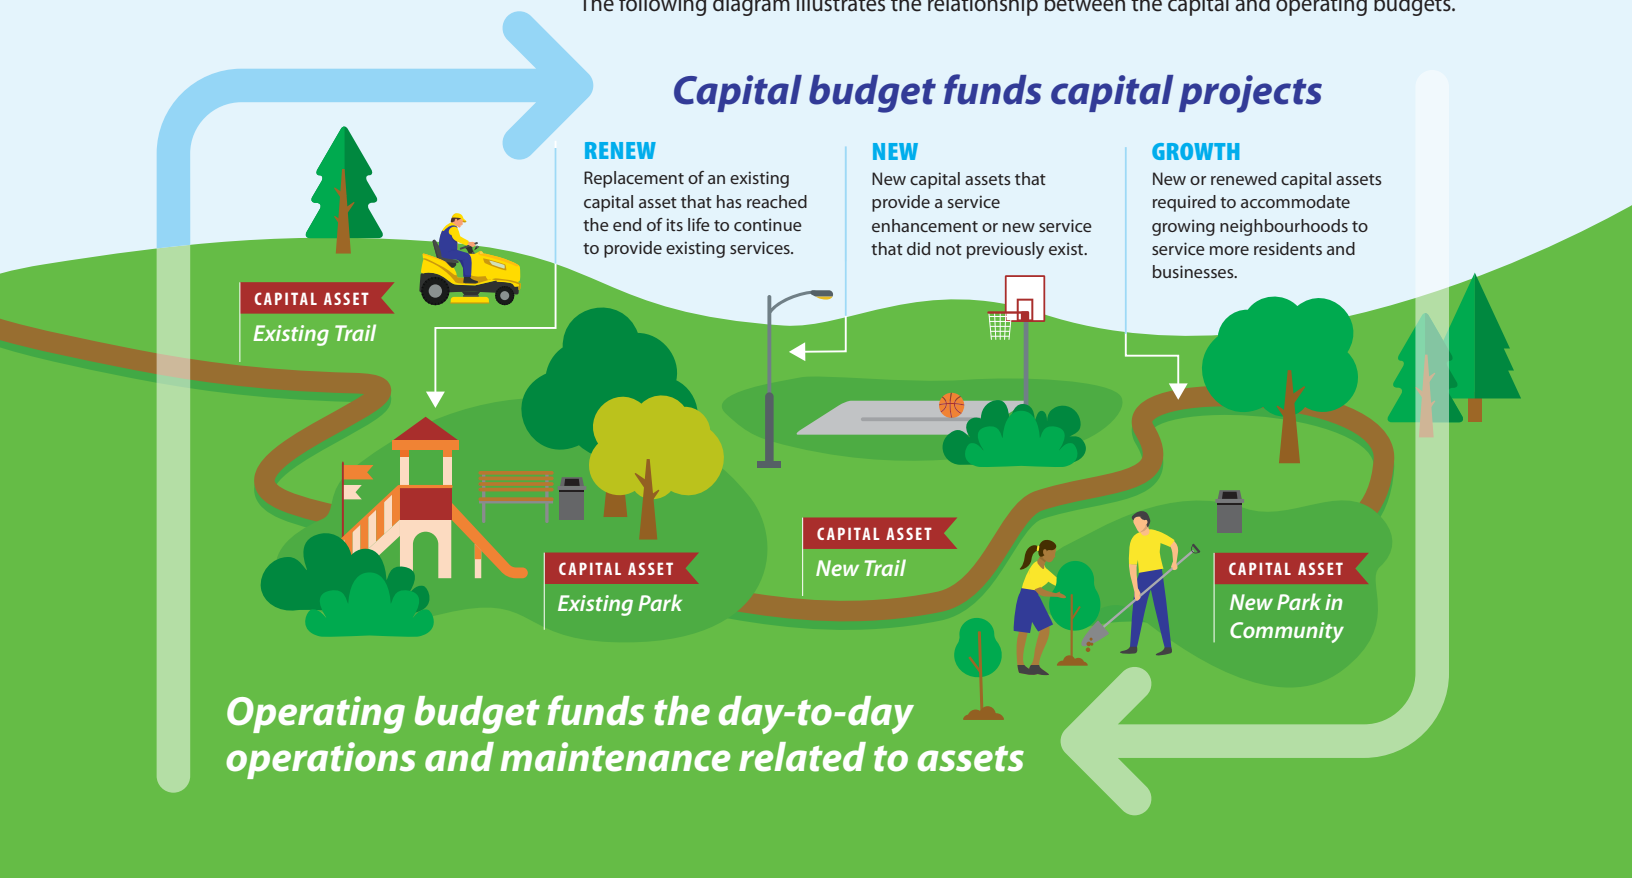 The following diagram illustrates the relationship between the capital and operating budgets.
Capital budget funds capital projects
RENEW
Replacement of an existing
capital asset that has reached
the end of its life to continue
to provide existing services.
NEW
New capital assets that
provide a service
enhancement or new service
that did not previously exist.
GROWTH
New or renewed capital assets
required to accommodate
growing neighbourhoods to
service more residents and
businesses.
CAPITAL ASSET
Existing Trail
CAPITAL ASSET
Existing Park
CAPITAL ASSET
New Trail
CAPITAL ASSET
New Park in
Community
Operating budget funds the day-to-day
operations and maintenance related to assets